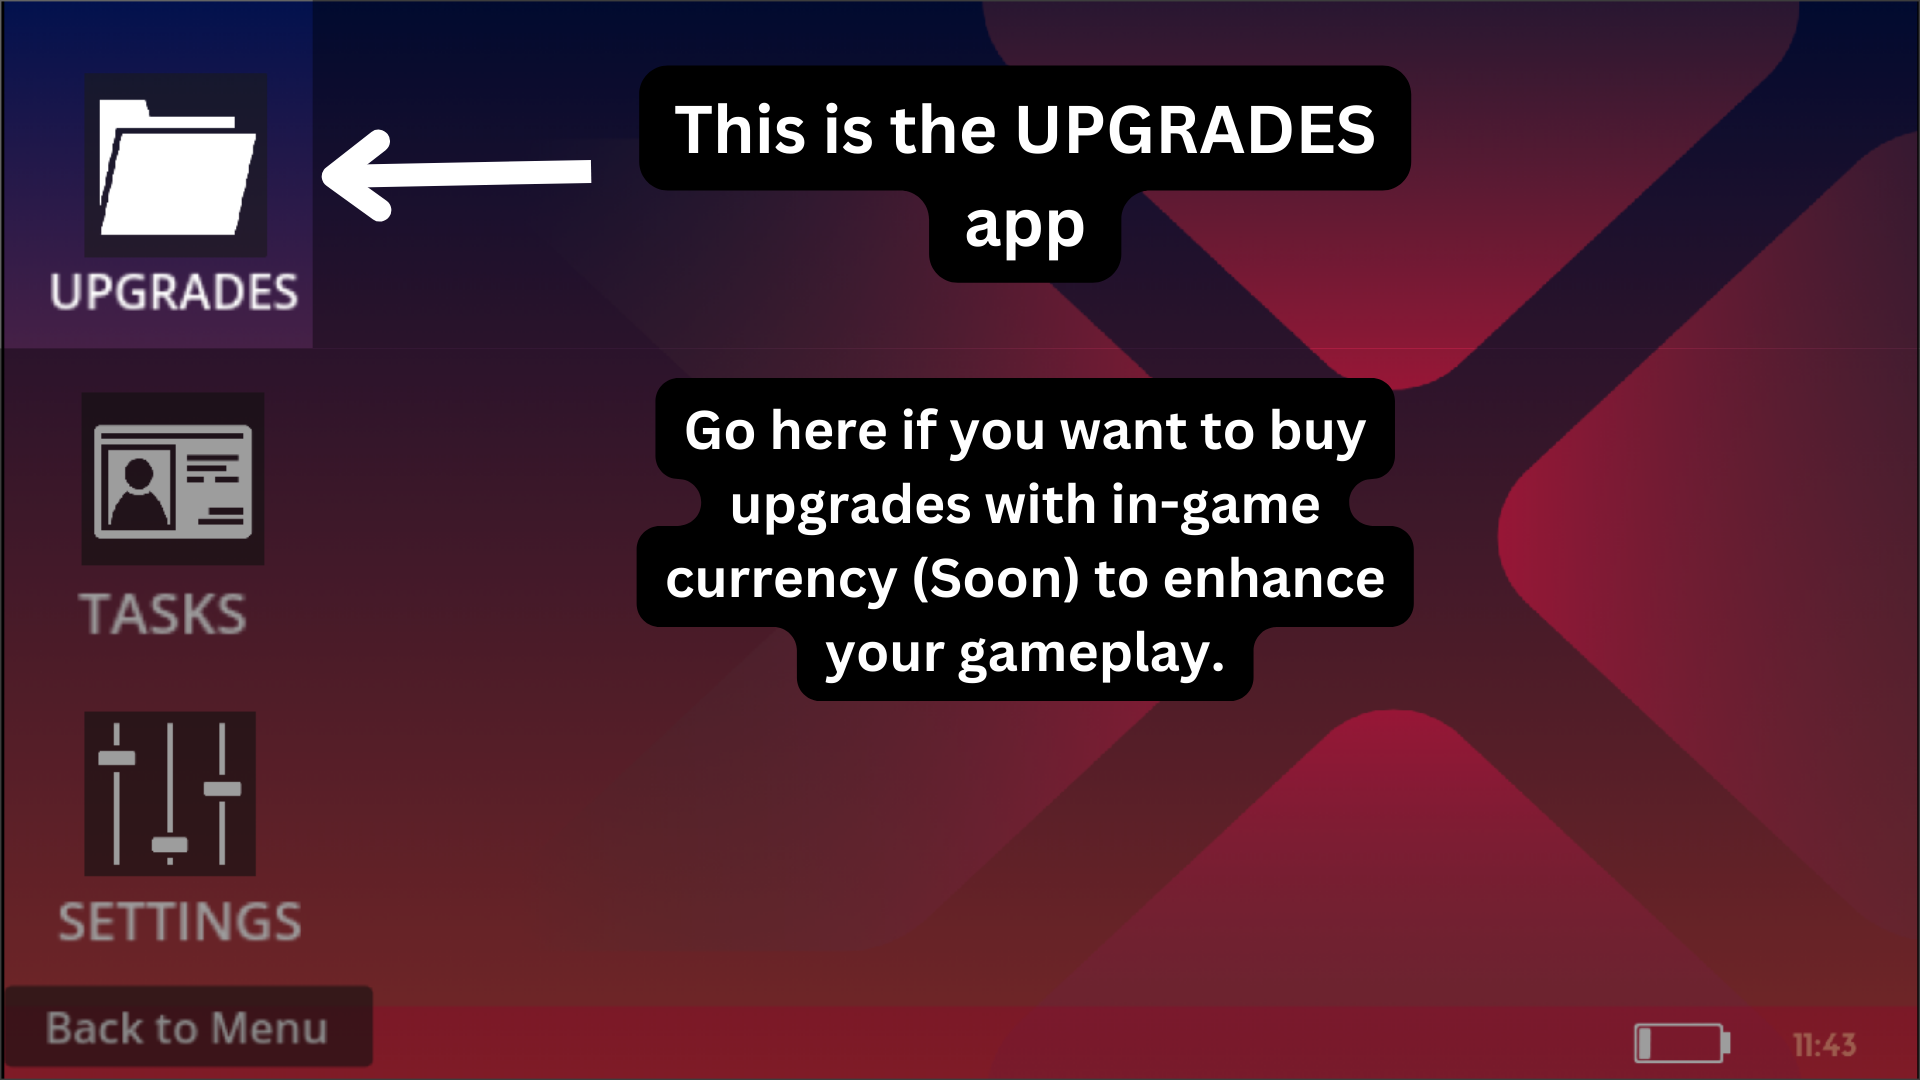 This is the UPGRADES
app
UPGRADES
Go here if you want to buy
upgrades with in-game
currency (Soon) to enhance
your gameplay.
TASKS
SETTINGS
Back to Menu
11:43